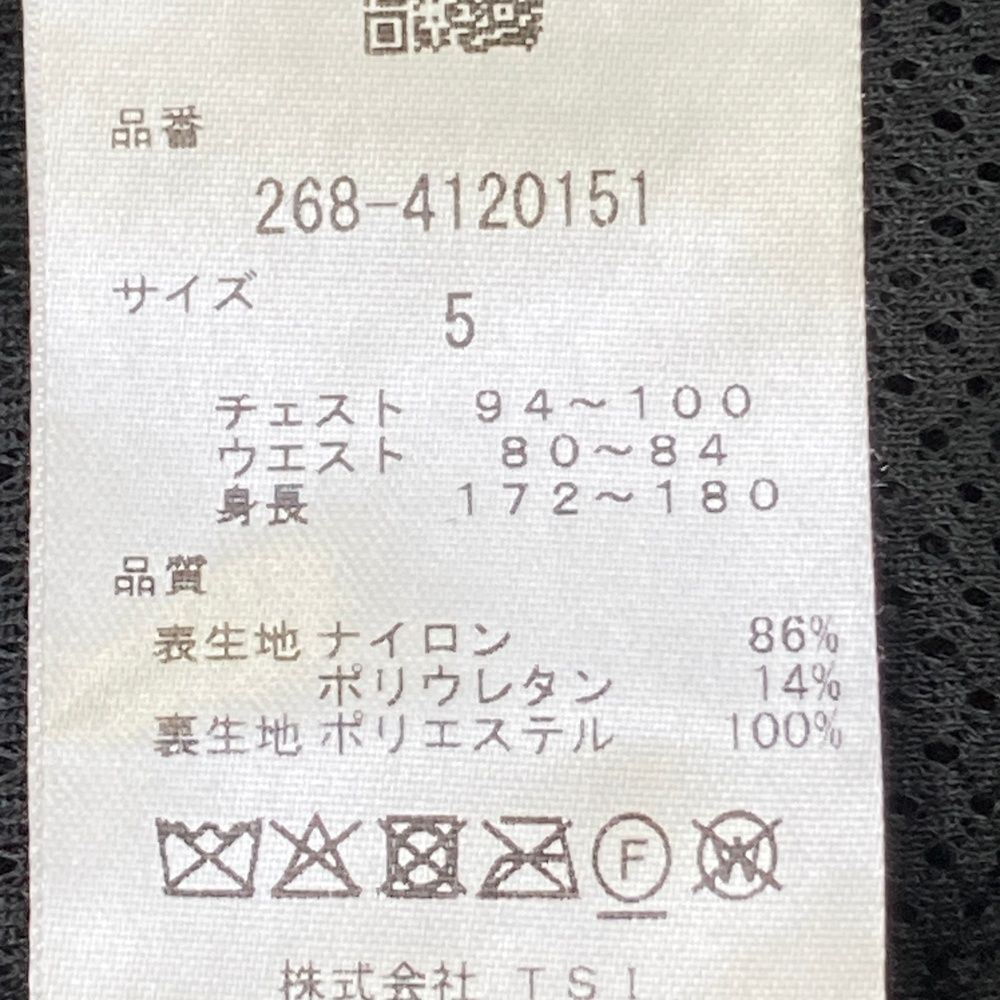 品番
268-4120151
サイズ
5
チェスト 94～100
ウエスト 80～84
身長 172～180
品質
表生地 ナイロン 86%
ポリウレタン 14%
裏生地 ポリエステル 100%
F W
株式会社 TSI